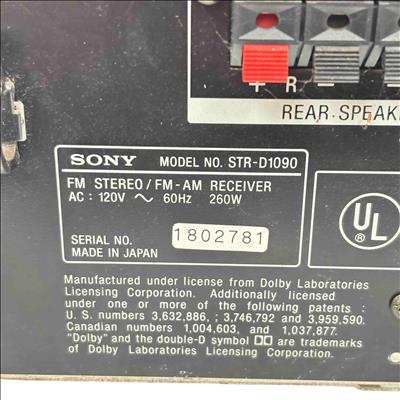 + R -
REAR SPEAK
SONY MODEL NO. STR-D1090
FM STEREO/FM-AM RECEIVER
AC : 120V ～ 60Hz 260W
SERIAL NO. 1802781
MADE IN JAPAN
UL
Manufactured under license from Dolby Laboratories
Licensing Corporation. Additionally licensed
under one or more of the following patents :
U. S. numbers 3,632,886, ; 3,746,792 and 3,959,590.
Canadian numbers 1,004,603, and 1,037,877.
"Dolby" and the double-D symbol are trademarks
of Dolby Laboratories Licensing Corporation.